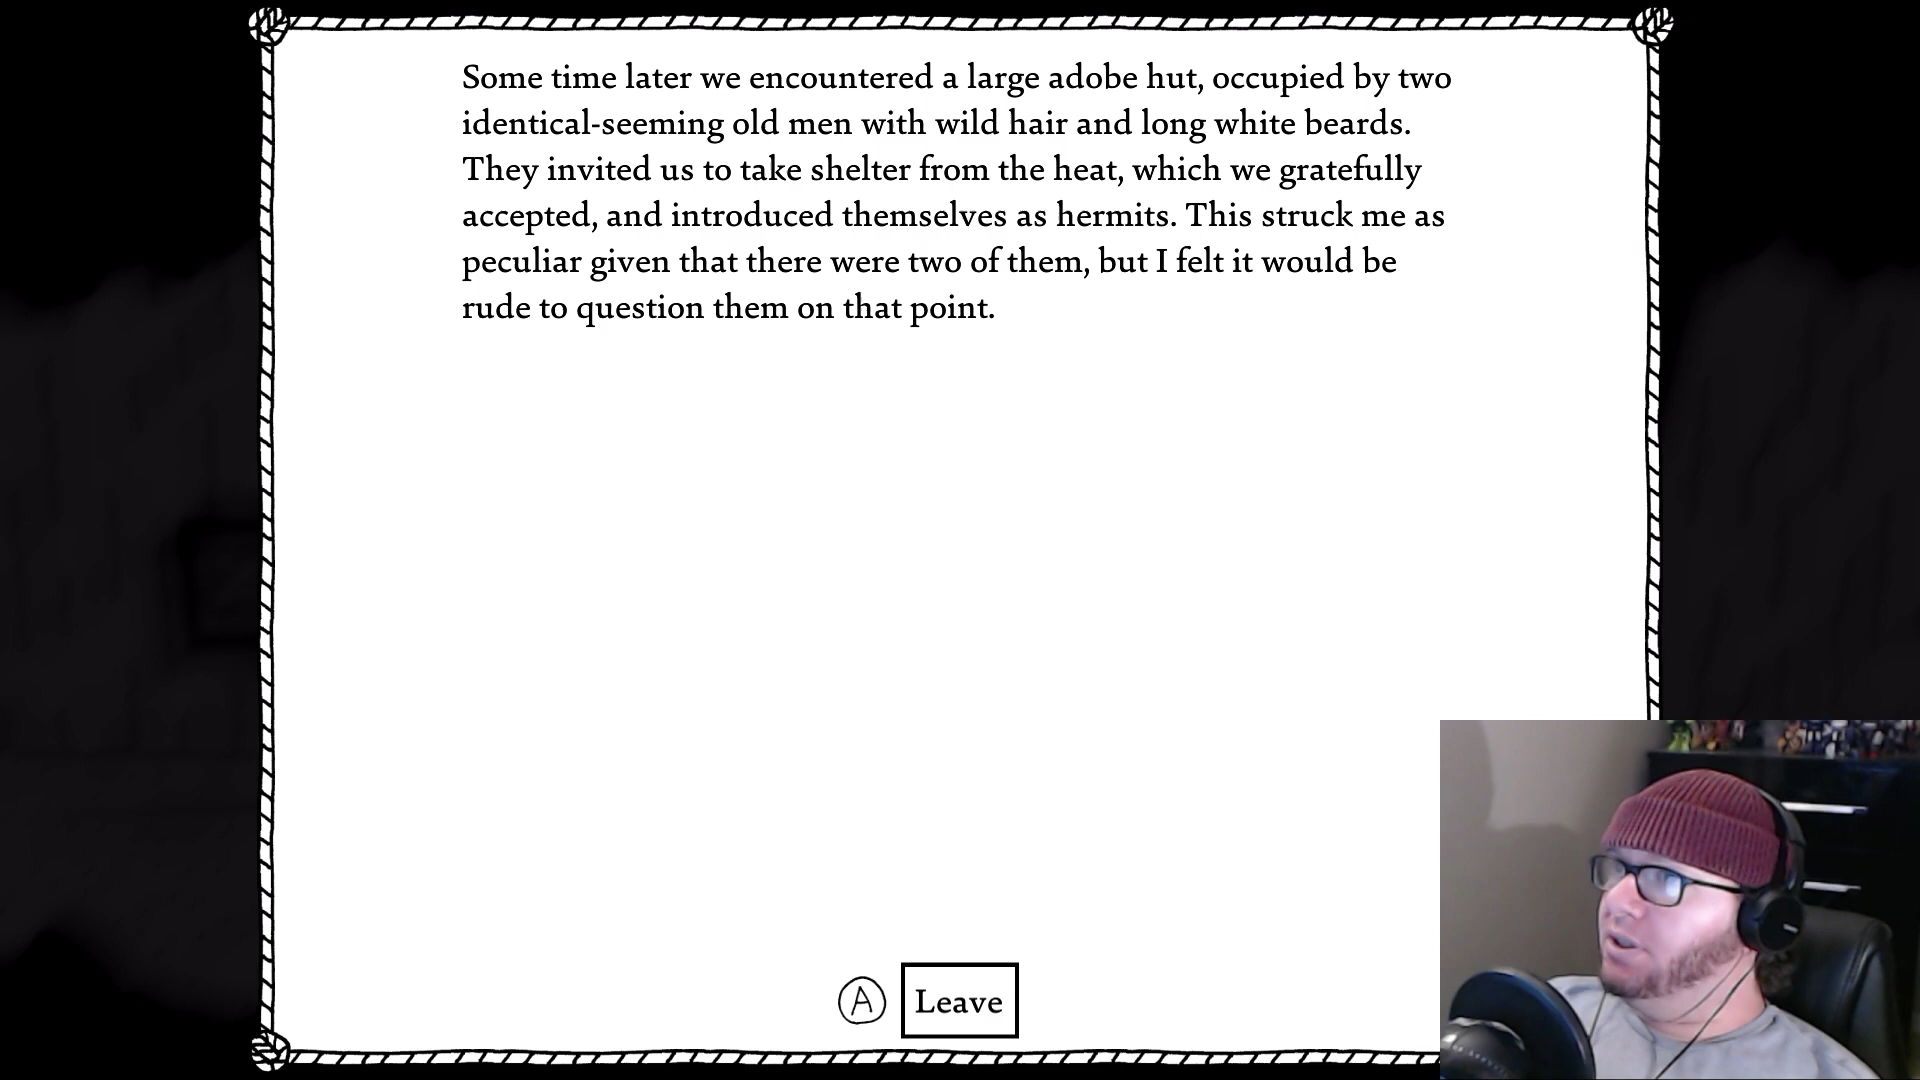 Some time later we encountered a large adobe hut, occupied by two
identical-seeming old men with wild hair and long white beards.
They invited us to take shelter from the heat, which we gratefully
accepted, and introduced themselves as hermits. This struck me as
peculiar given that there were two of them, but I felt it would be
rude to question them on that point.
A Leave